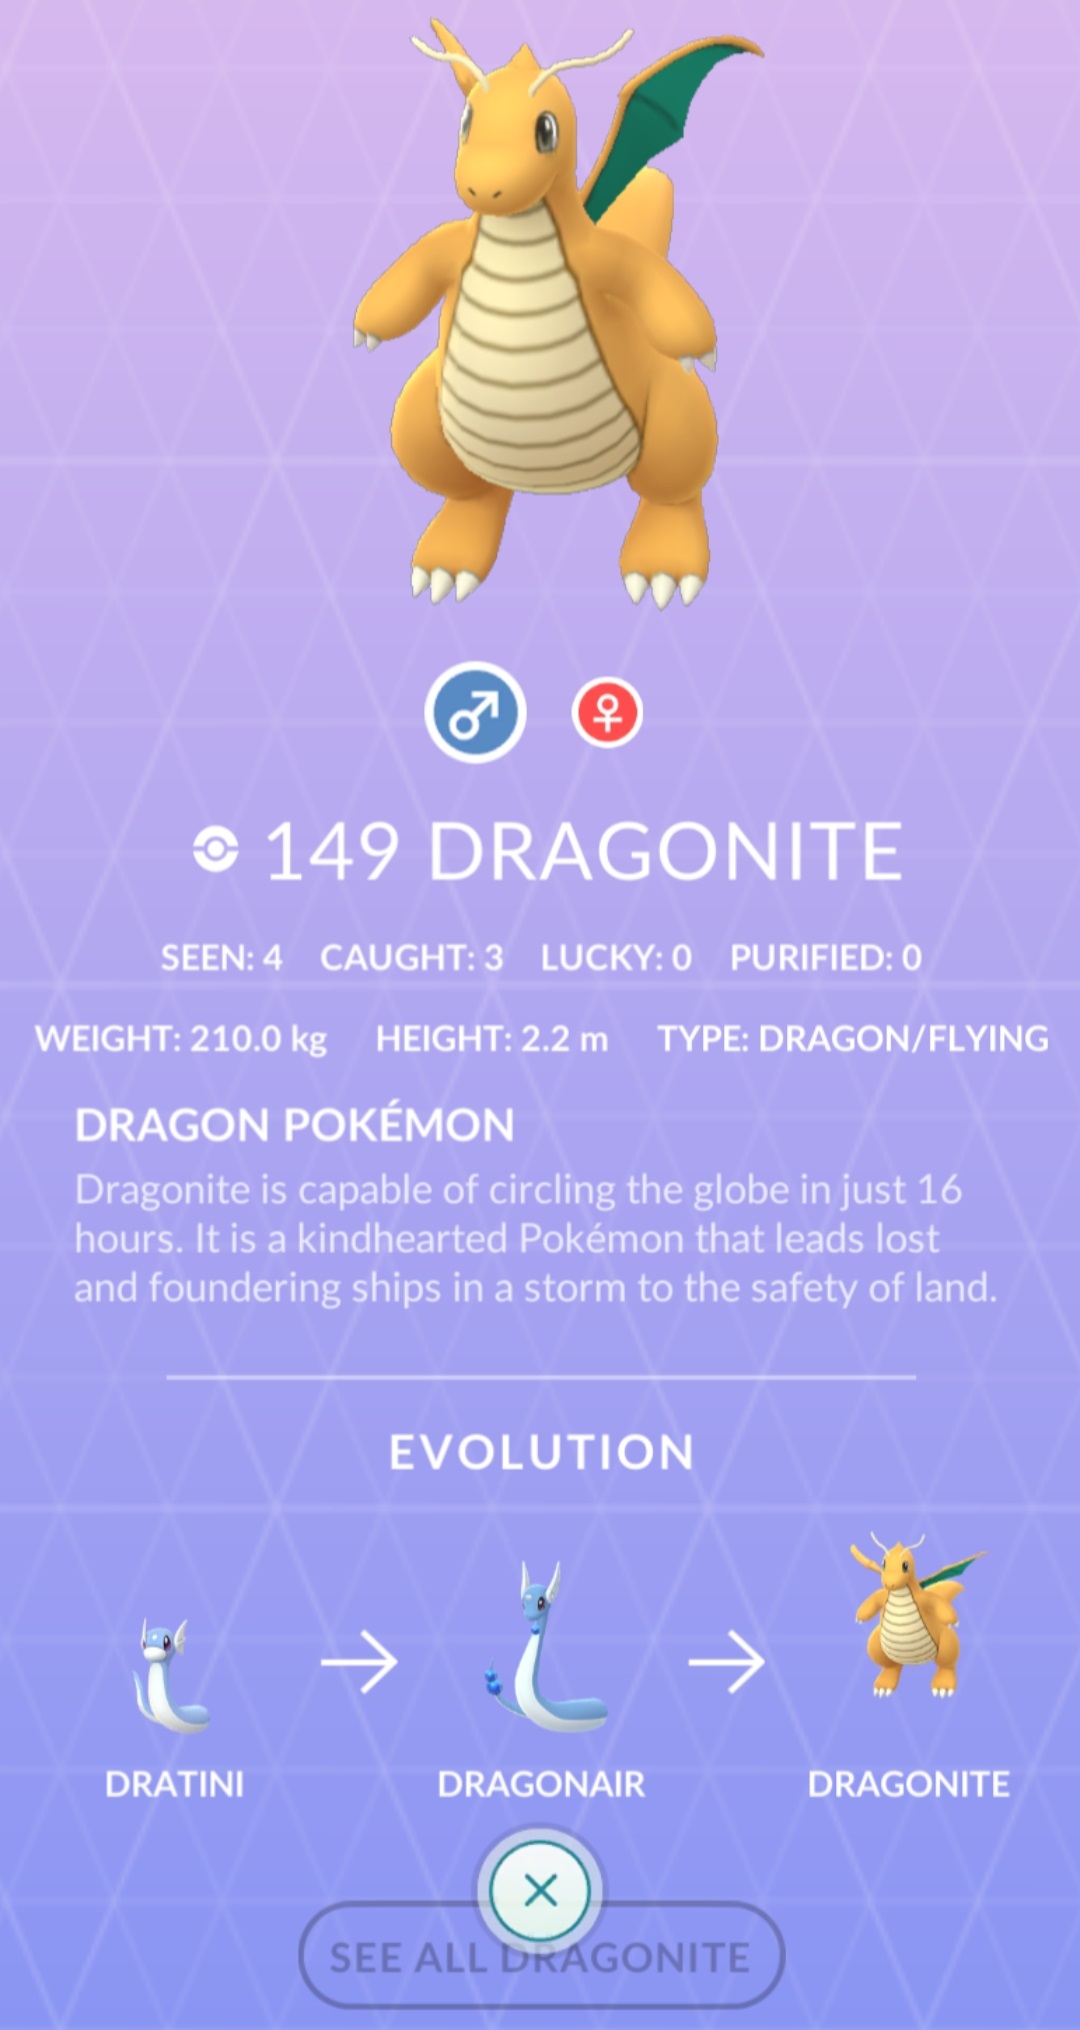 149 DRAGONITE
SEEN: 4 CAUGHT: 3 LUCKY: 0 PURIFIED: 0
WEIGHT: 210.0 kg HEIGHT: 2.2 m TYPE: DRAGON/FLYING
DRAGON POKÉMON
Dragonite is capable of circling the globe in just 16
hours. It is a kindhearted Pokémon that leads lost
and foundering ships in a storm to the safety of land.
EVOLUTION
DRATINI DRAGONAIR DRAGONITE
SEE ALL DRAGONITE